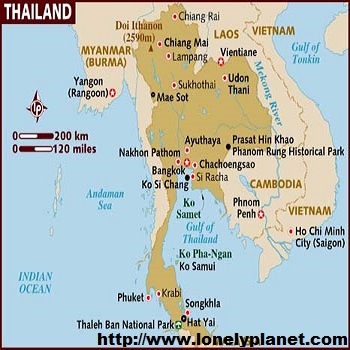 THAILAND
Chiang Rai
Doi Ithanon
(2590m)
LAOS
VIETNAM
MYANMAR
(BURMA)
Chiang Mai
Lampang
Vientiane
Gulf of
Tonkin
Yangon
(Rangoon)
Sukhothai
Udon
Thani
Mekong River
Mae Sot
0 200 km
0 120 miles
Ayuthaya
Prasat Hin Khao
Phanom Rung Historical Park
Nakhon Pathom
Chachoengsao
Bangkok
Si Racha
Ko Si Chang
CAMBODIA
Andaman
Sea
Ko
Samet
Phnom
Penh
VIETNAM
Gulf of
Thailand
Ho Chi Minh
City (Saigon)
Ko Pha-Ngan
Ko Samui
INDIAN
OCEAN
Phuket
Krabi
Songkhla
Thaleh Ban National Park
Hat Yai
www.lonelyplanet.com